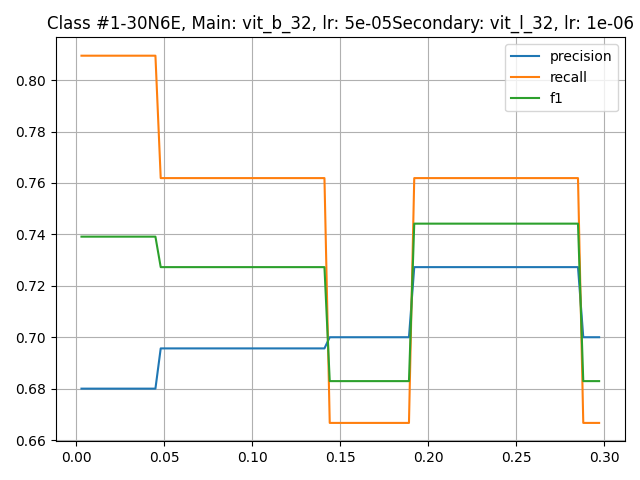 Class #1-30N6E, Main: vit_b_32, lr: 5e-05Secondary: vit_l_32, lr: 1e-06
precision
recall
f1
0.80
0.78
0.76
0.74
0.72
0.70
0.68
0.66
0.00 0.05 0.10 0.15 0.20 0.25 0.30